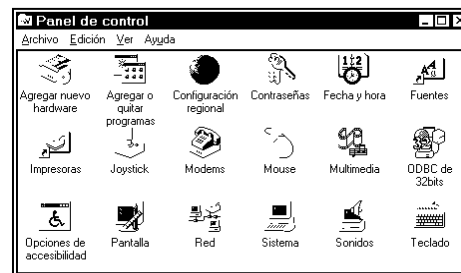 Panel de control
Archivo Edición Ver Ayuda
Agregar nuevo hardware
Agregar o quitar programas
Configuración regional
Contraseñas
Fecha y hora
Fuentes
Impresoras
Joystick
Modems
Mouse
Multimedia
ODBC de 32bits
Opciones de accesibilidad
Pantalla
Red
Sistema
Sonidos
Teclado